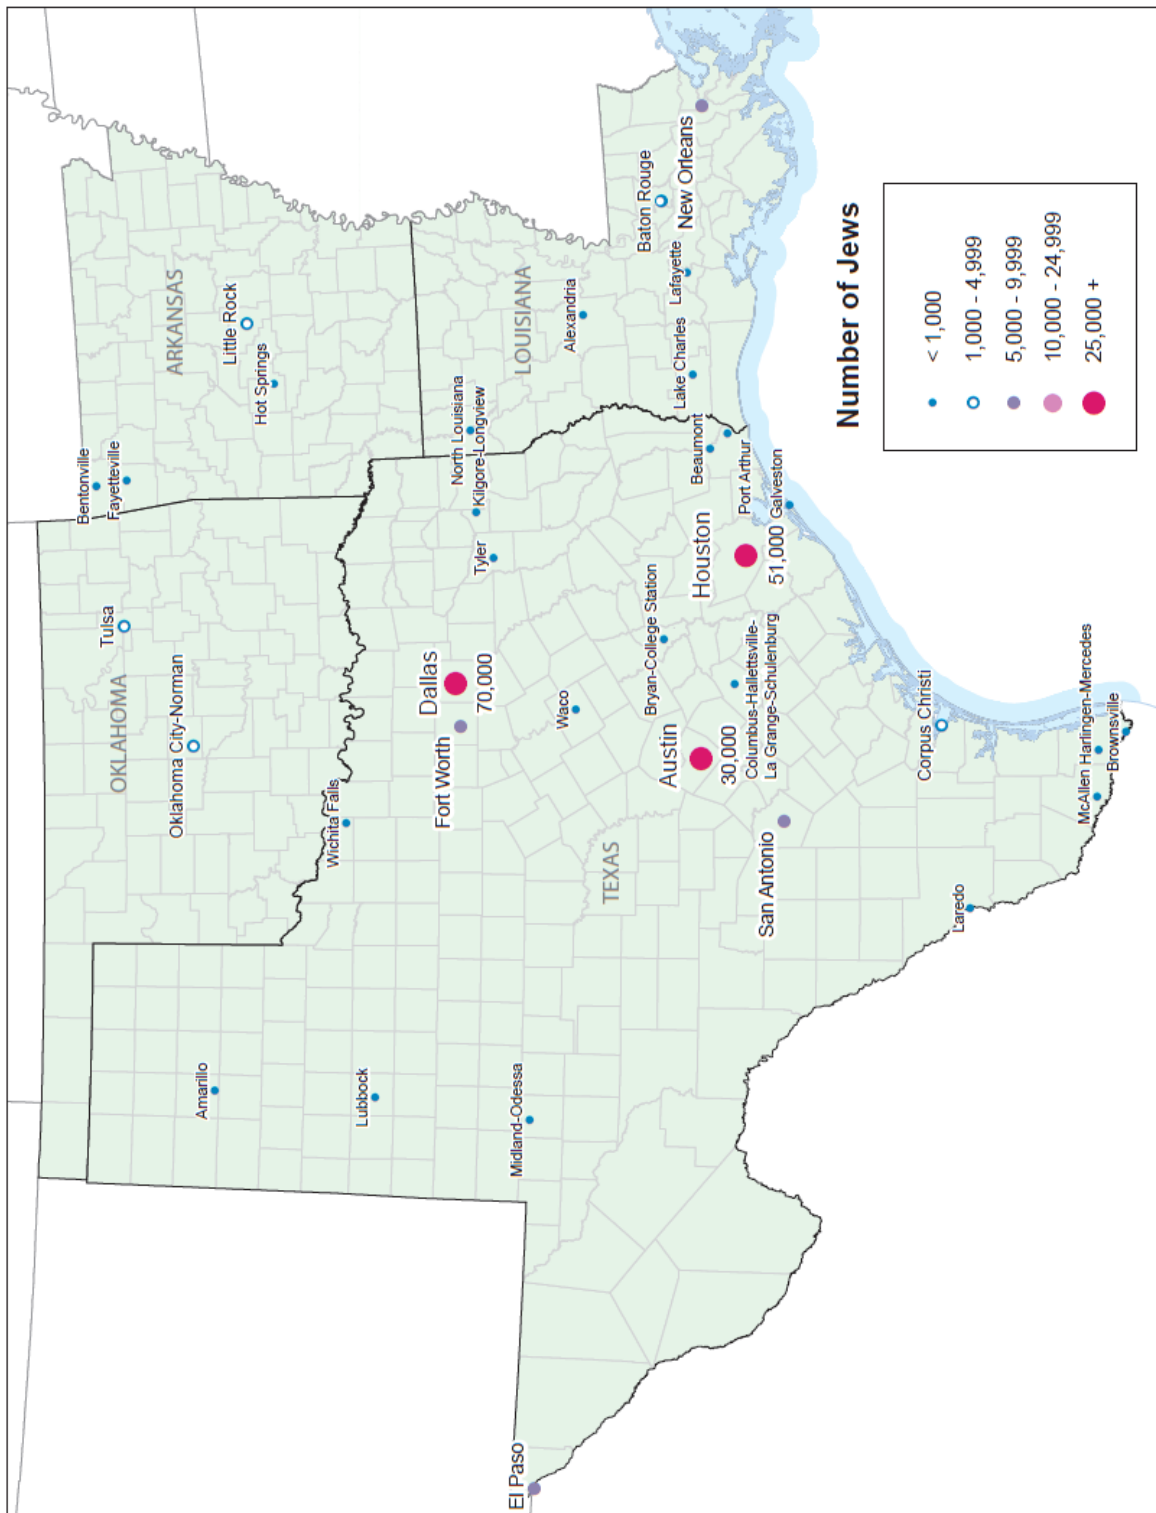 Bentonville
Fayetteville
ARKANSAS
Little Rock
Hot Springs
Tulsa
OKLAHOMA
Oklahoma City-Norman
Wichita Falls
Amarillo
Lubbock
Midland-Odessa
El Paso
North Louisiana
Kilgore-Longview
Tyler
LOUISIANA
Alexandria
Baton Rouge
New Orleans
Lafayette
Lake Charles
Beaumont
Port Arthur
Galveston
Houston
51,000
Dallas
70,000
Fort Worth
Waco
Bryan-College Station
Austin
30,000
Columbus-Hallettsville-
La Grange-Schulenburg
TEXAS
San Antonio
Corpus Christi
Laredo
McAllen
Harlingen-Mercedes
Brownsville
Number of Jews
< 1,000
1,000 - 4,999
5,000 - 9,999
10,000 - 24,999
25,000 +